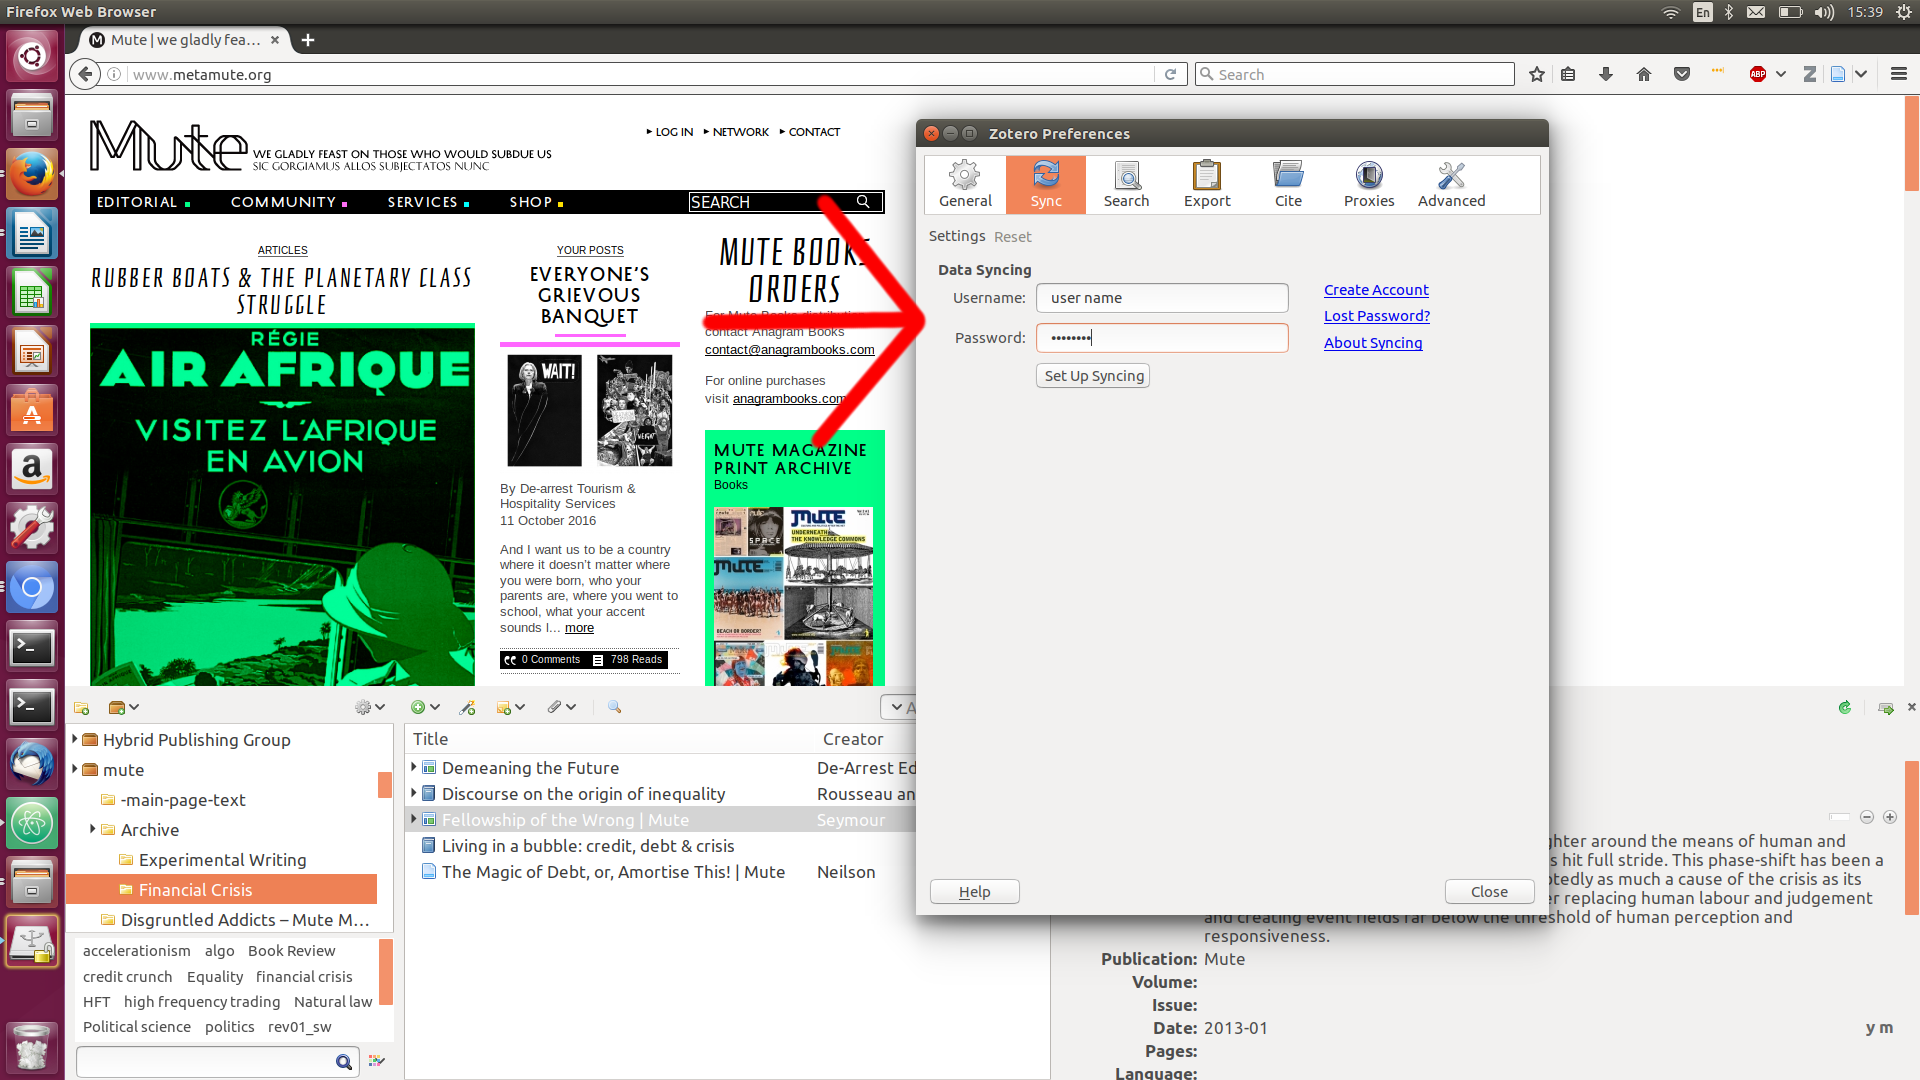 Firefox Web Browser
En
15:39
Mute | we gladly fea...
www.metamute.org
Search
ABP
Mute
WE GLADLY FEAST ON THOSE WHO WOULD SUBDUE US
SIC GORGIAMUS ALLOS SUBJECTATOS NUNC
LOG IN
NETWORK
CONTACT
EDITORIAL
COMMUNITY
SERVICES
SHOP
SEARCH
ARTICLES
RUBBER BOATS & THE PLANETARY CLASS
STRUGGLE
RÉGIE
AIR AFRIQUE
VISITEZ L'AFRIQUE
EN AVION
YOUR POSTS
EVERYONE'S
GRIEVOUS
BANQUET
WAIT!
By De-arrest Tourism &
Hospitality Services
11 October 2016
And I want us to be a country
where it doesn't matter where
you were born, who your
parents are, where you went to
school, what your accent
sounds l... more
0 Comments
798 Reads
MUTE BOOKS
ORDERS
For Mute Books distribution
contact Anagram Books
contact@anagrambooks.com
For online purchases
visit anagrambooks.com
MUTE MAGAZINE
PRINT ARCHIVE
Books
SPACE
MUTE
UNDERNEATH
THE KNOWLEDGE COMMONS
MUTE
BEACH OR BORDER?
Zotero Preferences
General
Sync
Search
Export
Cite
Proxies
Advanced
Settings
Reset
Data Syncing
Username:
user name
Password:
••••••••
Set Up Syncing
Create Account
Lost Password?
About Syncing
Help
Close
Hybrid Publishing Group
mute
-main-page-text
Archive
Experimental Writing
Financial Crisis
Disgruntled Addicts – Mute M...
accelerationism algo Book Review
credit crunch Equality financial crisis
HFT high frequency trading Natural law
Political science politics rev01_sw
Title
Creator
Demeaning the Future
De-Arrest Ed
Discourse on the origin of inequality
Rousseau an
Fellowship of the Wrong | Mute
Seymour
Living in a bubble: credit, debt & crisis
The Magic of Debt, or, Amortise This! | Mute
Neilson
ghter around the means of human and
s hit full stride. This phase-shift has been a
tedly as much a cause of the crisis as its
er replacing human labour and judgement
and creating event fields far below the threshold of human perception and
responsiveness.
Publication: Mute
Volume:
Issue:
Date: 2013-01
y m
Pages:
Language: